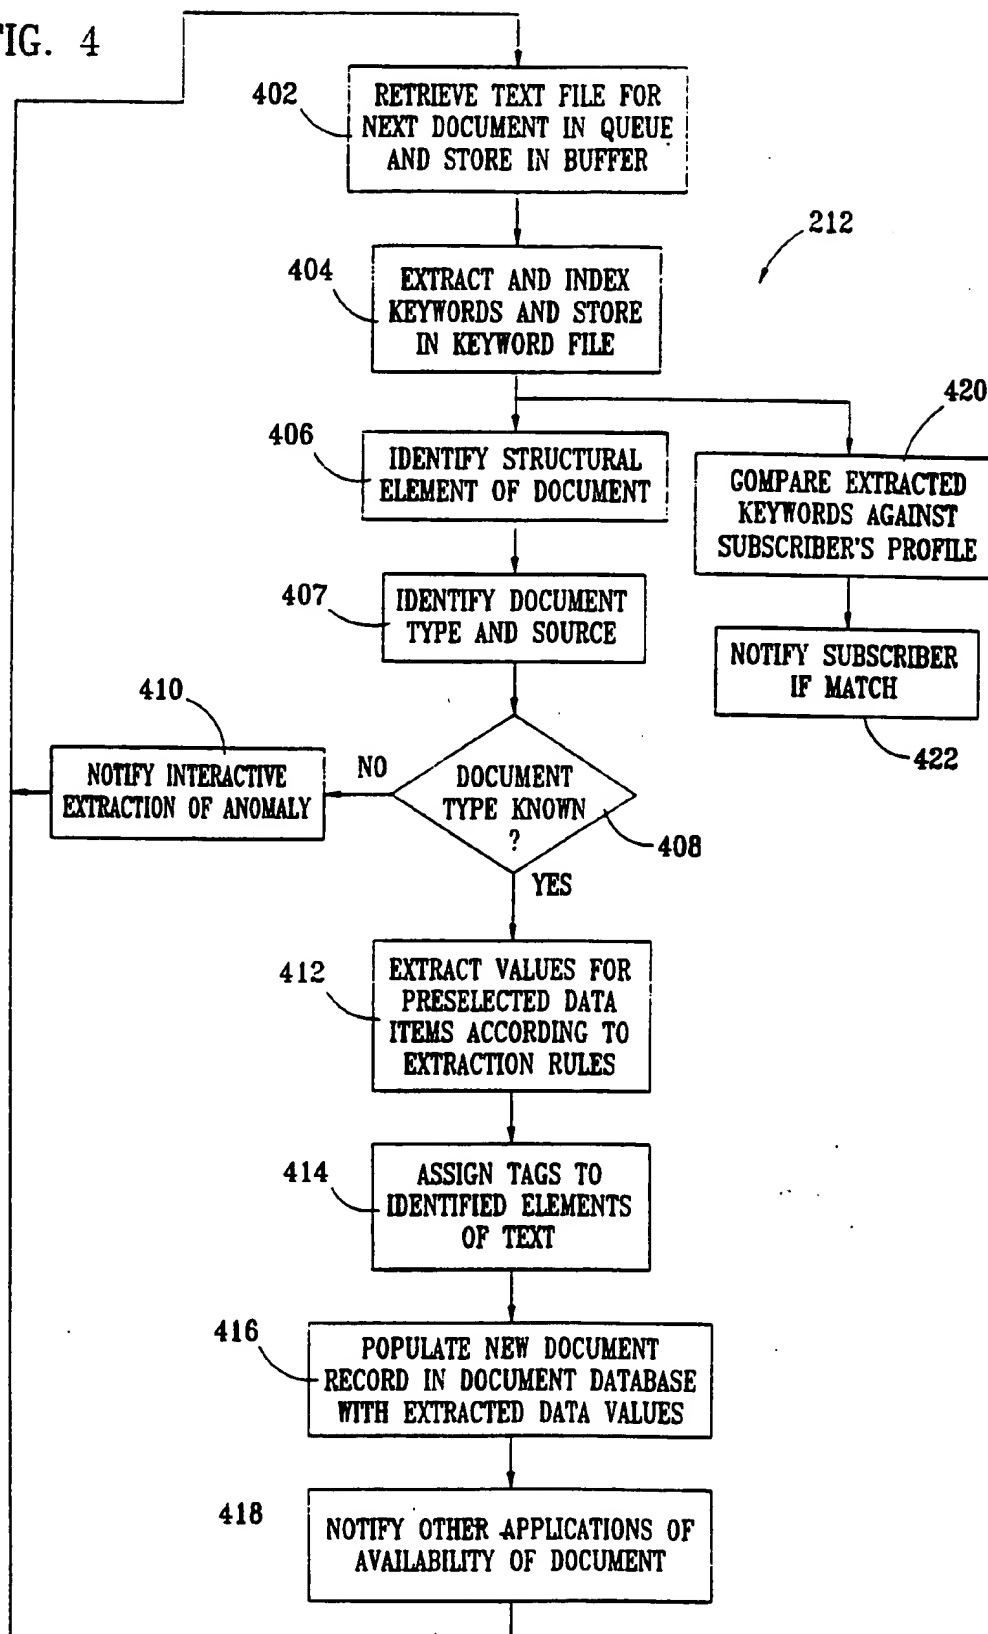 FIG. 4
402
RETRIEVE TEXT FILE FOR
NEXT DOCUMENT IN QUEUE
AND STORE IN BUFFER
212
404
EXTRACT AND INDEX
KEYWORDS AND STORE
IN KEYWORD FILE
420
406
IDENTIFY STRUCTURAL
ELEMENT OF DOCUMENT
GOMPARE EXTRACTED
KEYWORDS AGAINST
SUBSCRIBER'S PROFILE
407
IDENTIFY DOCUMENT
TYPE AND SOURCE
NOTIFY SUBSCRIBER
IF MATCH
422
410
NOTIFY INTERACTIVE
EXTRACTION OF ANOMALY
NO
DOCUMENT
TYPE KNOWN
?
408
YES
412
EXTRACT VALUES FOR
PRESELECTED DATA
ITEMS ACCORDING TO
EXTRACTION RULES
414
ASSIGN TAGS TO
IDENTIFIED ELEMENTS
OF TEXT
416
POPULATE NEW DOCUMENT
RECORD IN DOCUMENT DATABASE
WITH EXTRACTED DATA VALUES
418
NOTIFY OTHER APPLICATIONS OF
AVAILABILITY OF DOCUMENT